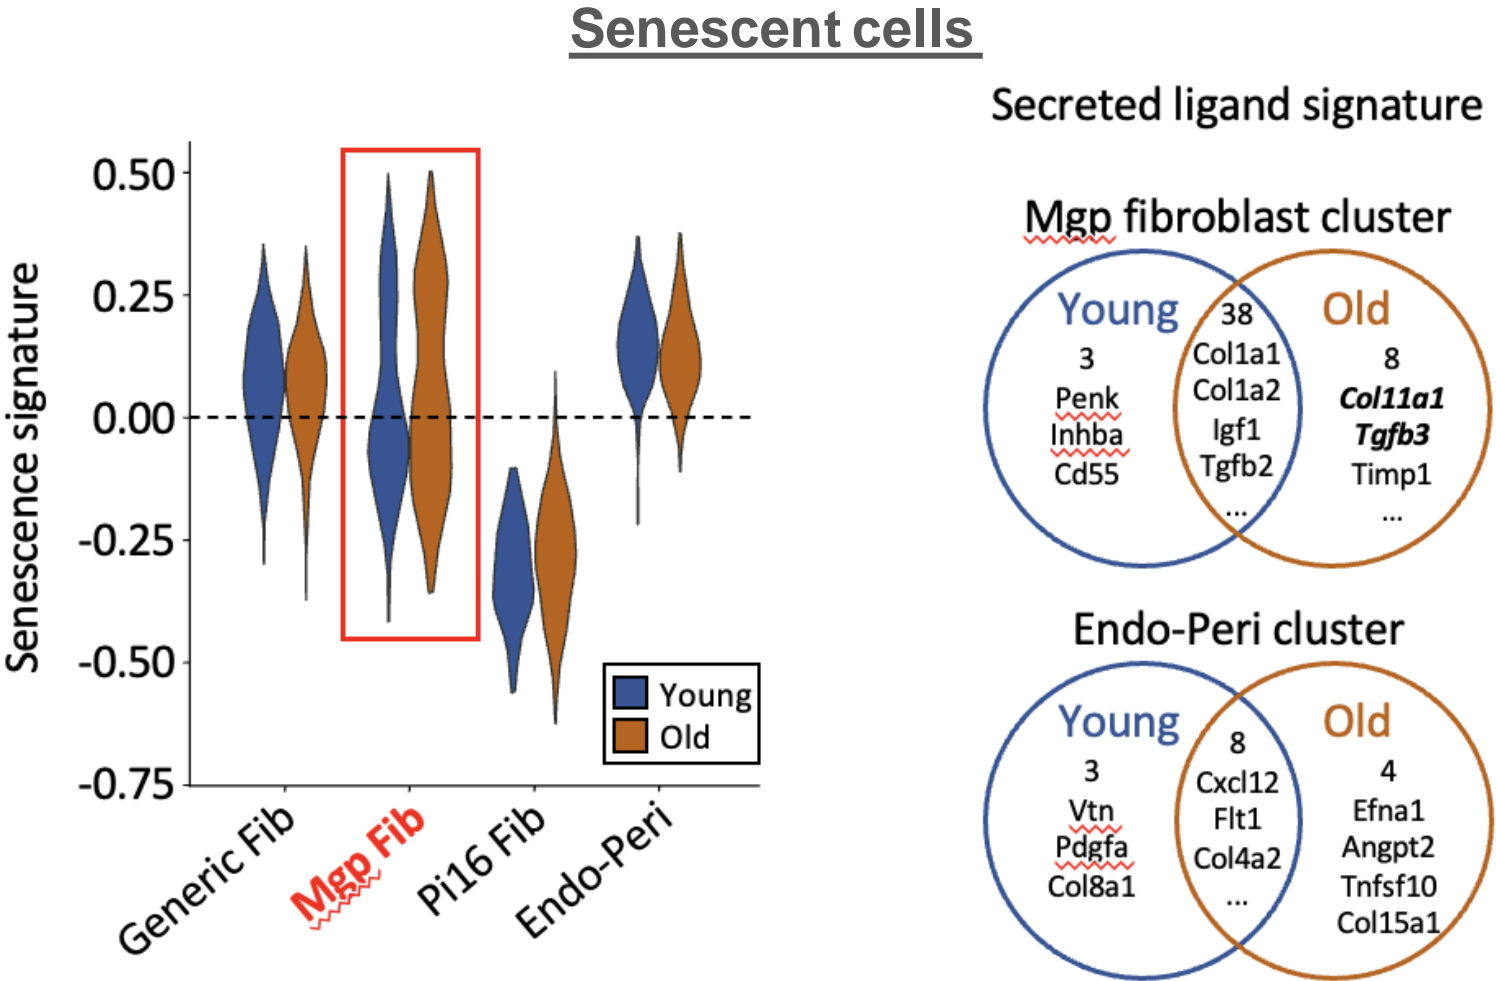 Senescent cells
Senescence signature
0.50
0.25
0.00
-0.25
-0.50
-0.75
Generic Fib
Mgp Fib
Pi16 Fib
Endo-Peri
Young
Old
Secreted ligand signature
Mgp fibroblast cluster
Young
3
Penk
Inhba
Cd55
38
Col1a1
Col1a2
Igf1
Tgfb2
...
Old
8
Col11a1
Tgfb3
Timp1
...
Endo-Peri cluster
Young
3
Vtn
Pdgfa
Col8a1
8
Cxcl12
Flt1
Col4a2
...
Old
4
Efna1
Angpt2
Tnfsf10
Col15a1